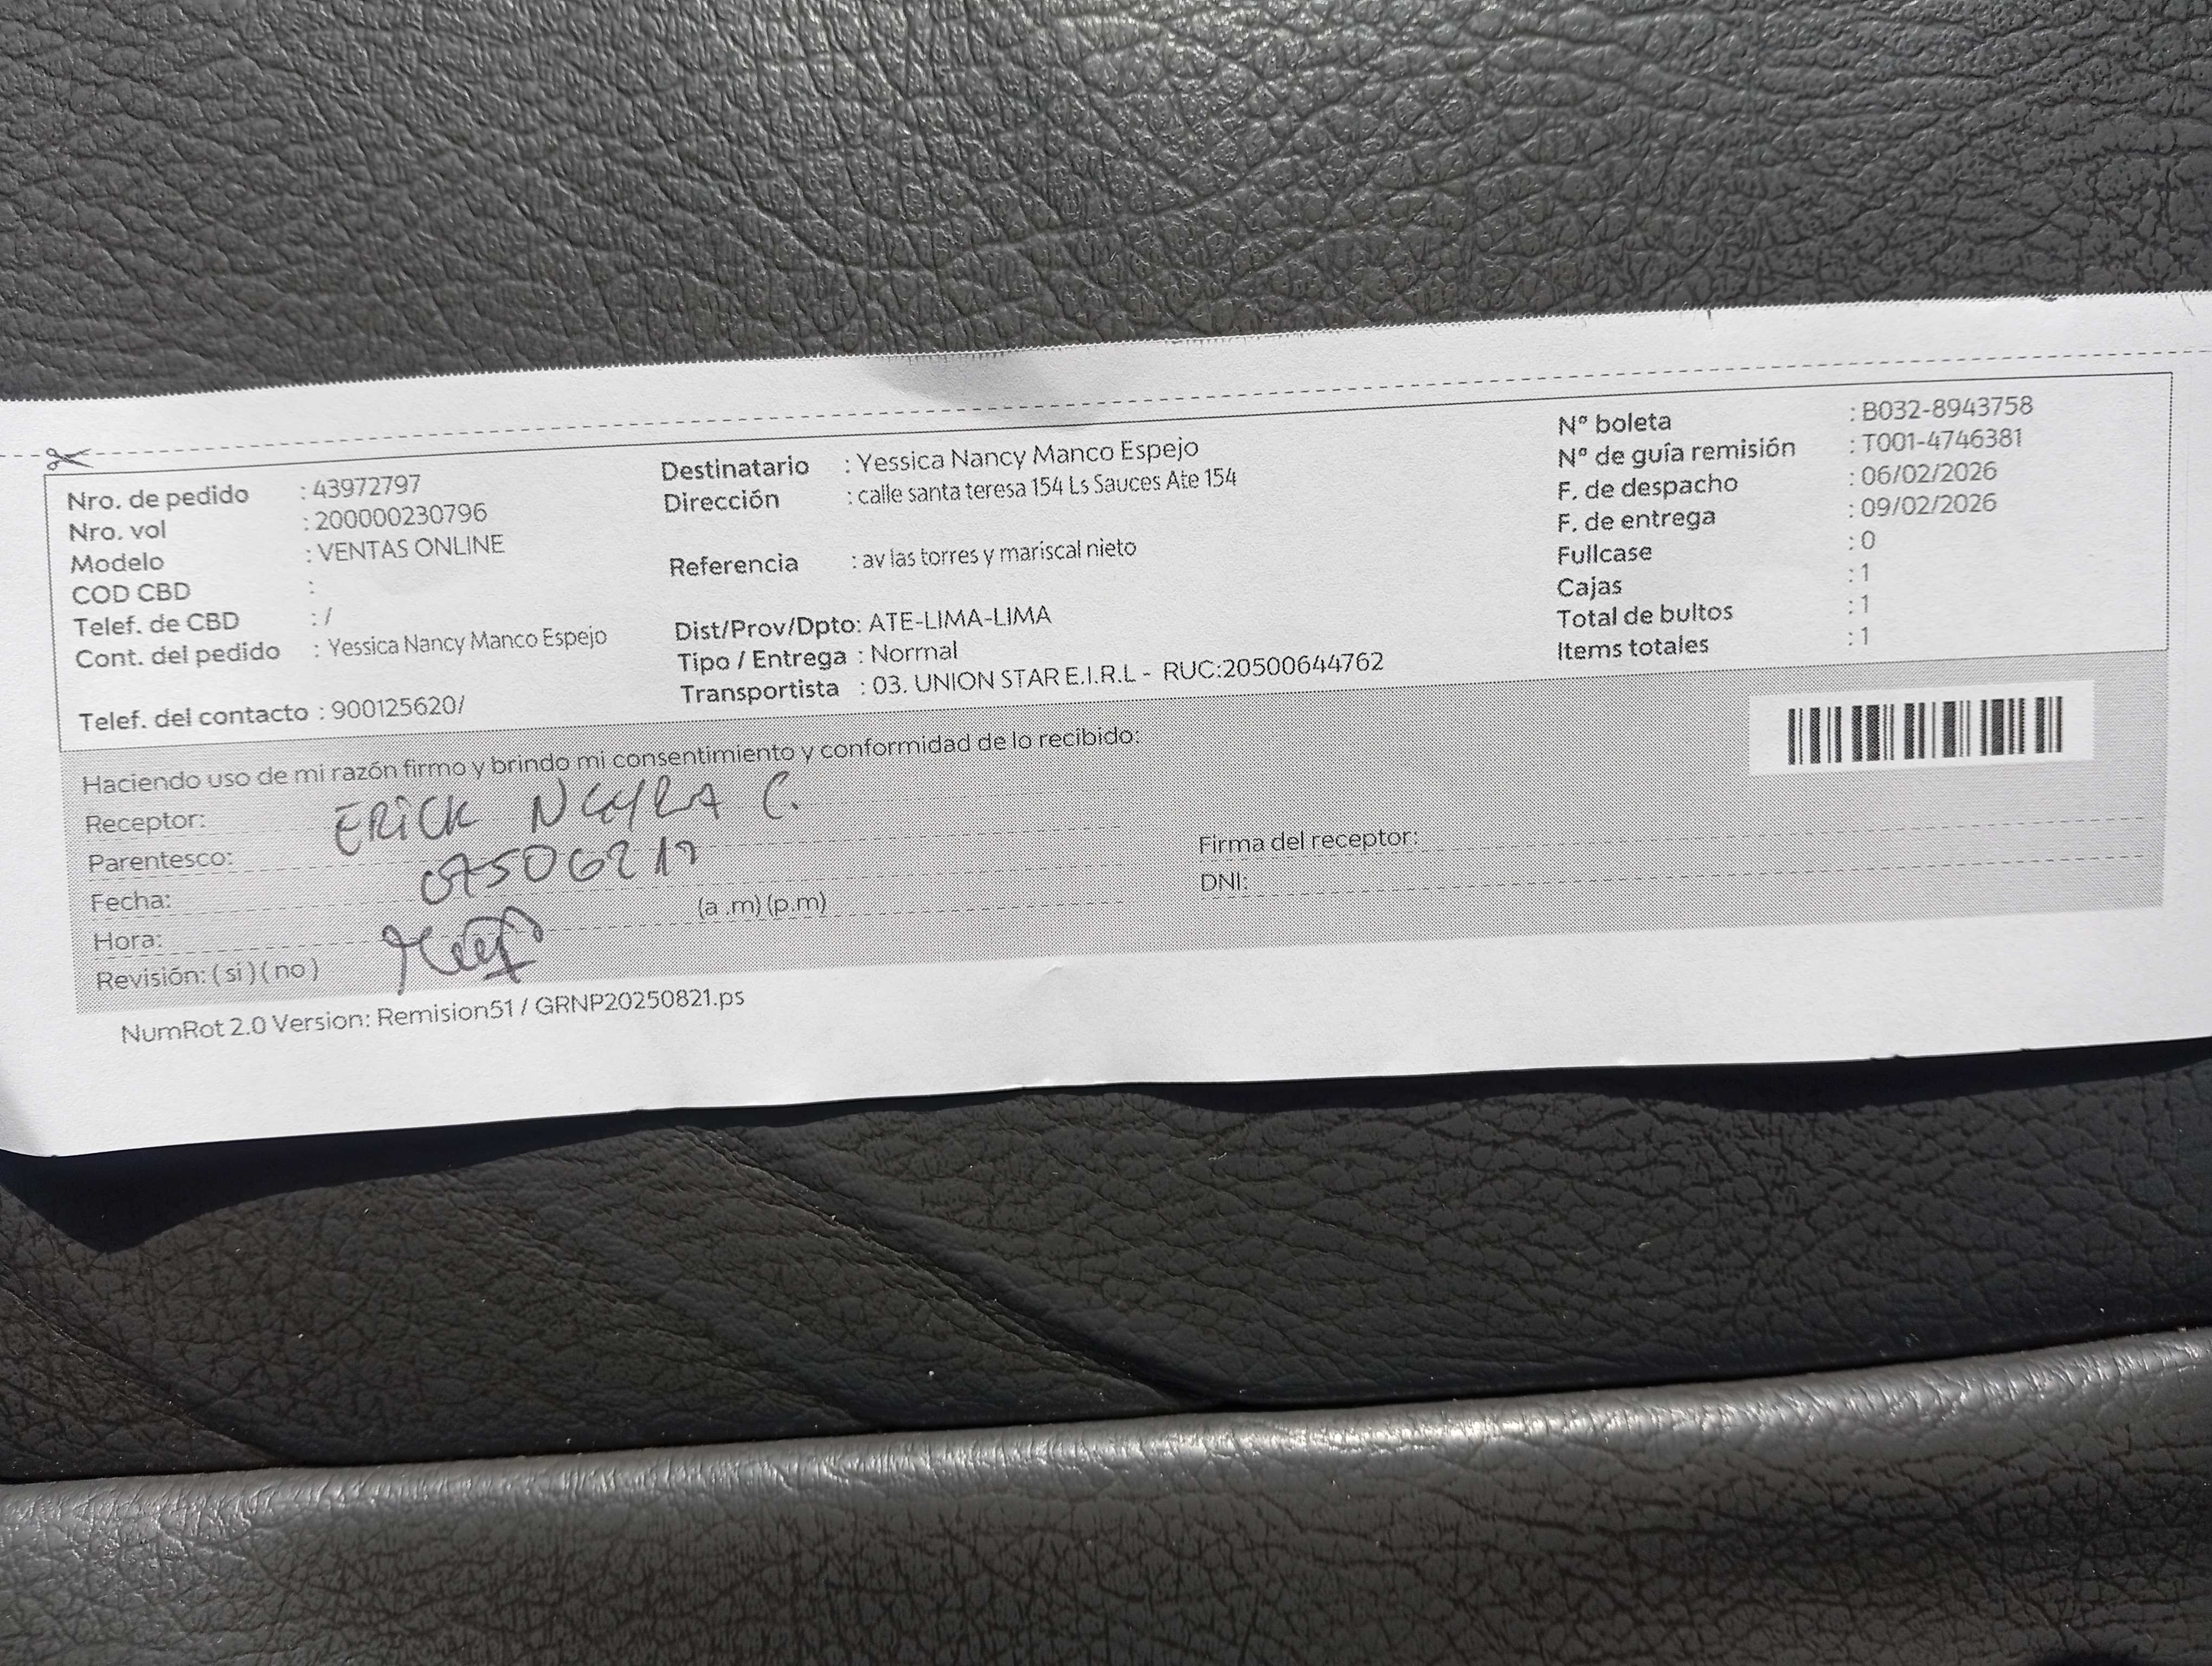 Nro. de pedido : 43972797
Nro. vol : 200000230796
Modelo : VENTAS ONLINE
COD CBD :
Telef. de CBD : /
Cont. del pedido : Yessica Nancy Manco Espejo
Telef. del contacto : 900125620/
Destinatario : Yessica Nancy Manco Espejo
Dirección : calle santa teresa 154 Ls Sauces Ate 154
Referencia : av las torres y mariscal nieto
Dist/Prov/Dpto: ATE-LIMA-LIMA
Tipo / Entrega : Normal
Transportista : 03. UNION STAR E.I.R.L - RUC:20500644762
Nº boleta : B032-8943758
Nº de guía remisión : T001-4746381
F. de despacho : 06/02/2026
F. de entrega : 09/02/2026
Fullcase : 0
Cajas : 1
Total de bultos : 1
Items totales : 1
Haciendo uso de mi razón firmo y brindo mi consentimiento y conformidad de lo recibido:
Receptor: ERICK NEYRA C.
Parentesco:
Fecha:
Hora: (a .m) (p.m)
Revisión: ( si ) ( no )
Firma del receptor:
DNI:
NumRot 2.0 Version: Remision51 / GRNP20250821.ps